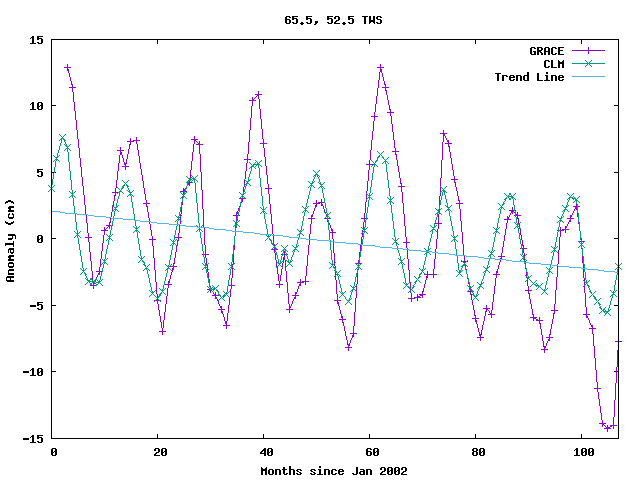 65.5, 52.5 TWS
GRACE
CLM
Trend Line
Anomaly (cm)
15
10
5
0
-5
-10
-15
0 20 40 60 80 100
Months since Jan 2002